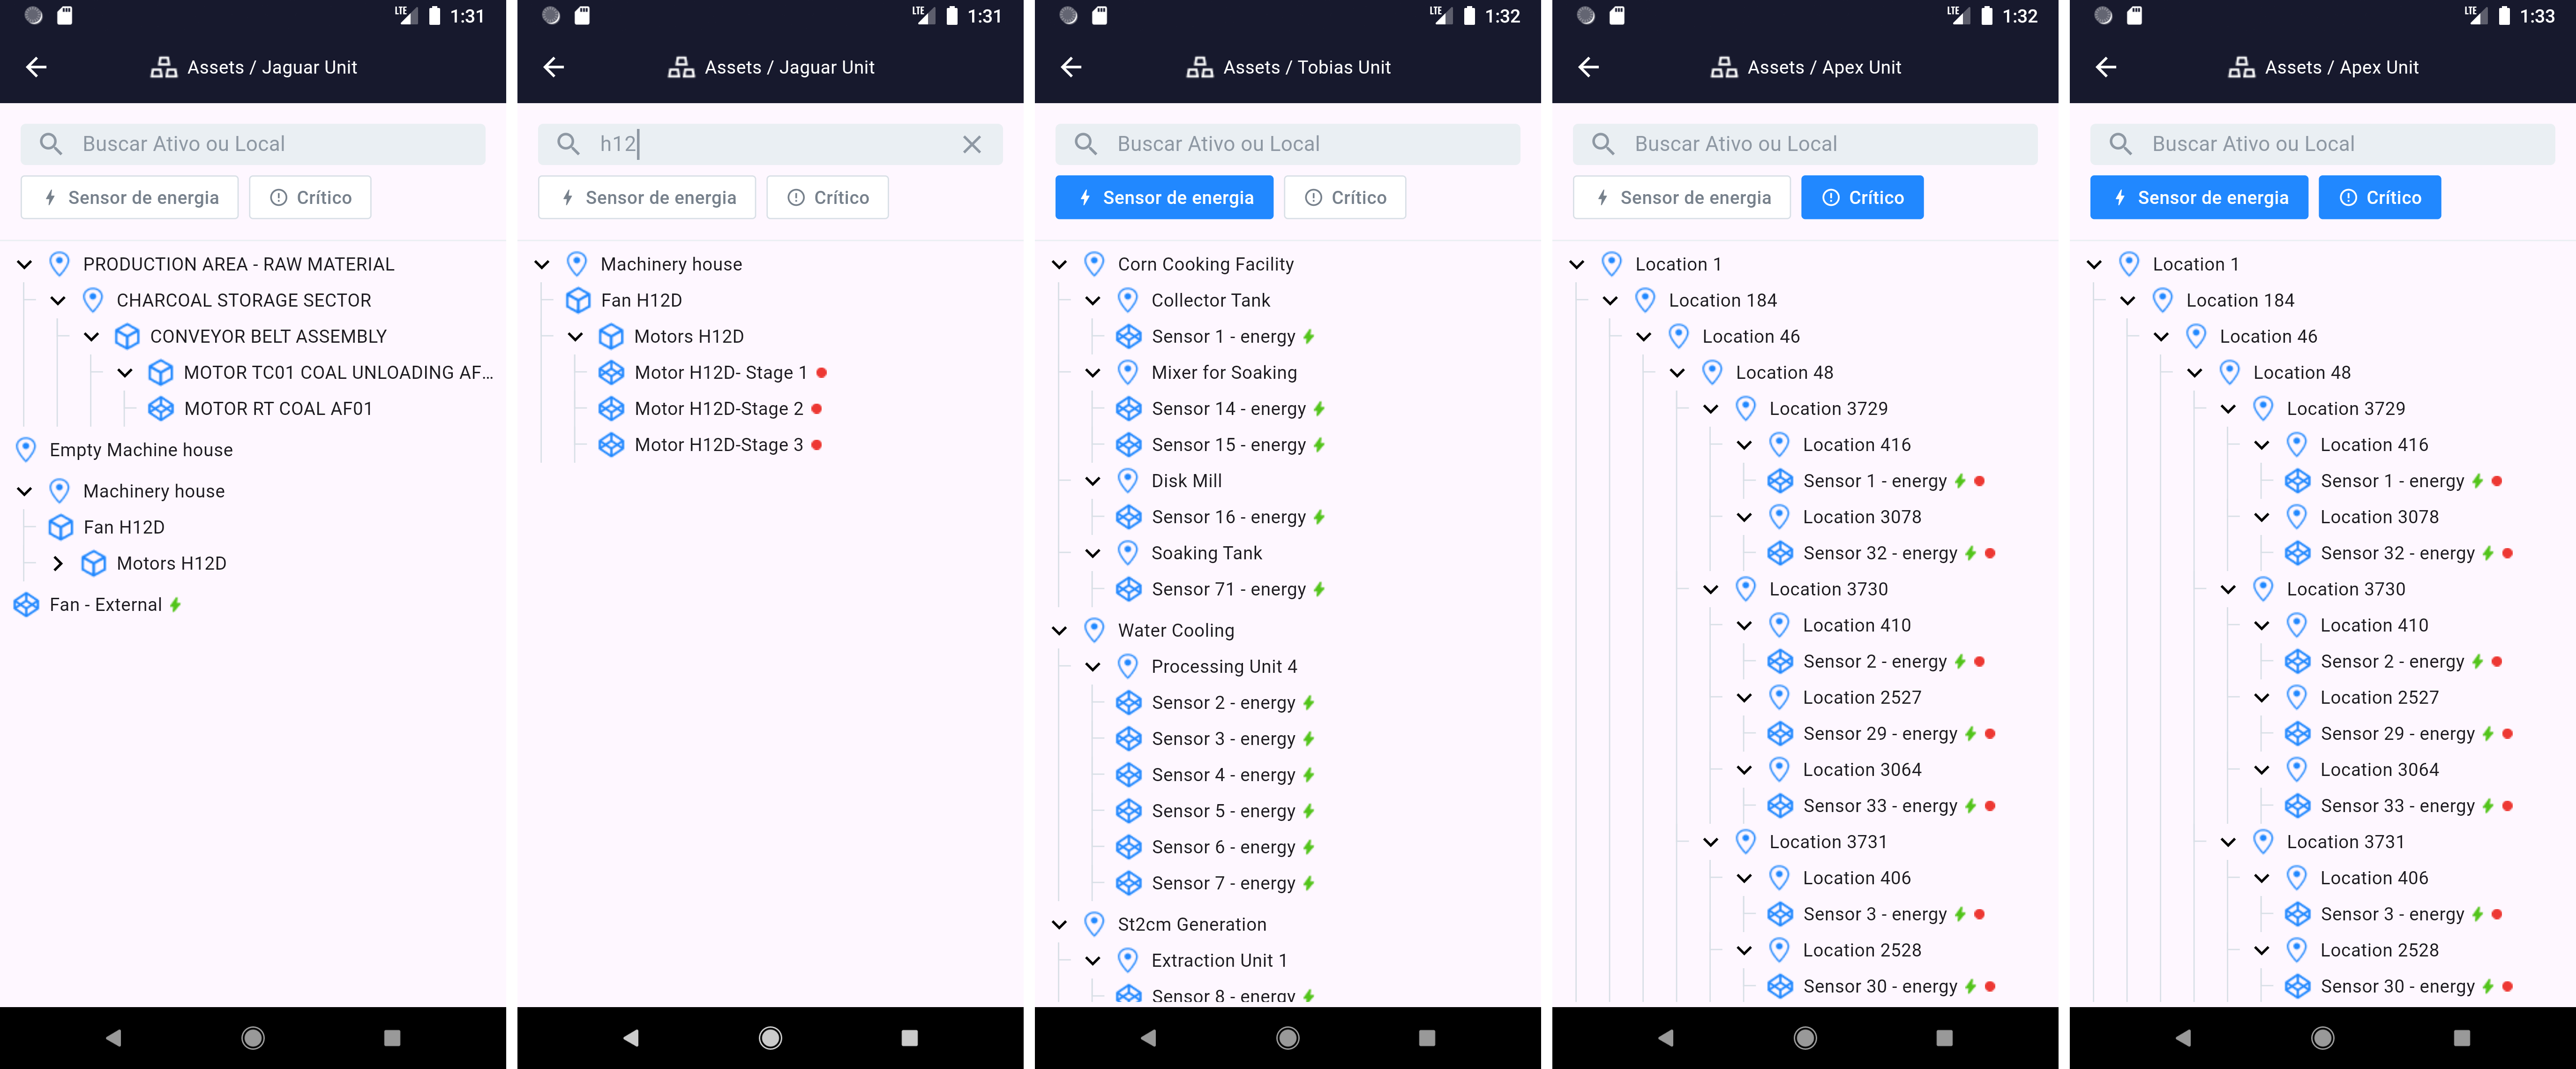 LTE 1:31
Assets / Jaguar Unit
Buscar Ativo ou Local
Sensor de energia Crítico
PRODUCTION AREA - RAW MATERIAL
CHARCOAL STORAGE SECTOR
CONVEYOR BELT ASSEMBLY
MOTOR TC01 COAL UNLOADING AF...
MOTOR RT COAL AF01
Empty Machine house
Machinery house
Fan H12D
Motors H12D
Fan - External
LTE 1:31
Assets / Jaguar Unit
h12
Sensor de energia Crítico
Machinery house
Fan H12D
Motors H12D
Motor H12D- Stage 1
Motor H12D-Stage 2
Motor H12D-Stage 3
LTE 1:32
Assets / Tobias Unit
Buscar Ativo ou Local
Sensor de energia Crítico
Corn Cooking Facility
Collector Tank
Sensor 1 - energy
Mixer for Soaking
Sensor 14 - energy
Sensor 15 - energy
Disk Mill
Sensor 16 - energy
Soaking Tank
Sensor 71 - energy
Water Cooling
Processing Unit 4
Sensor 2 - energy
Sensor 3 - energy
Sensor 4 - energy
Sensor 5 - energy
Sensor 6 - energy
Sensor 7 - energy
St2cm Generation
Extraction Unit 1
Sensor 8 - energy
LTE 1:32
Assets / Apex Unit
Buscar Ativo ou Local
Sensor de energia Crítico
Location 1
Location 184
Location 46
Location 48
Location 3729
Location 416
Sensor 1 - energy
Location 3078
Sensor 32 - energy
Location 3730
Location 410
Sensor 2 - energy
Location 2527
Sensor 29 - energy
Location 3064
Sensor 33 - energy
Location 3731
Location 406
Sensor 3 - energy
Location 2528
Sensor 30 - energy
LTE 1:33
Assets / Apex Unit
Buscar Ativo ou Local
Sensor de energia Crítico
Location 1
Location 184
Location 46
Location 48
Location 3729
Location 416
Sensor 1 - energy
Location 3078
Sensor 32 - energy
Location 3730
Location 410
Sensor 2 - energy
Location 2527
Sensor 29 - energy
Location 3064
Sensor 33 - energy
Location 3731
Location 406
Sensor 3 - energy
Location 2528
Sensor 30 - energy